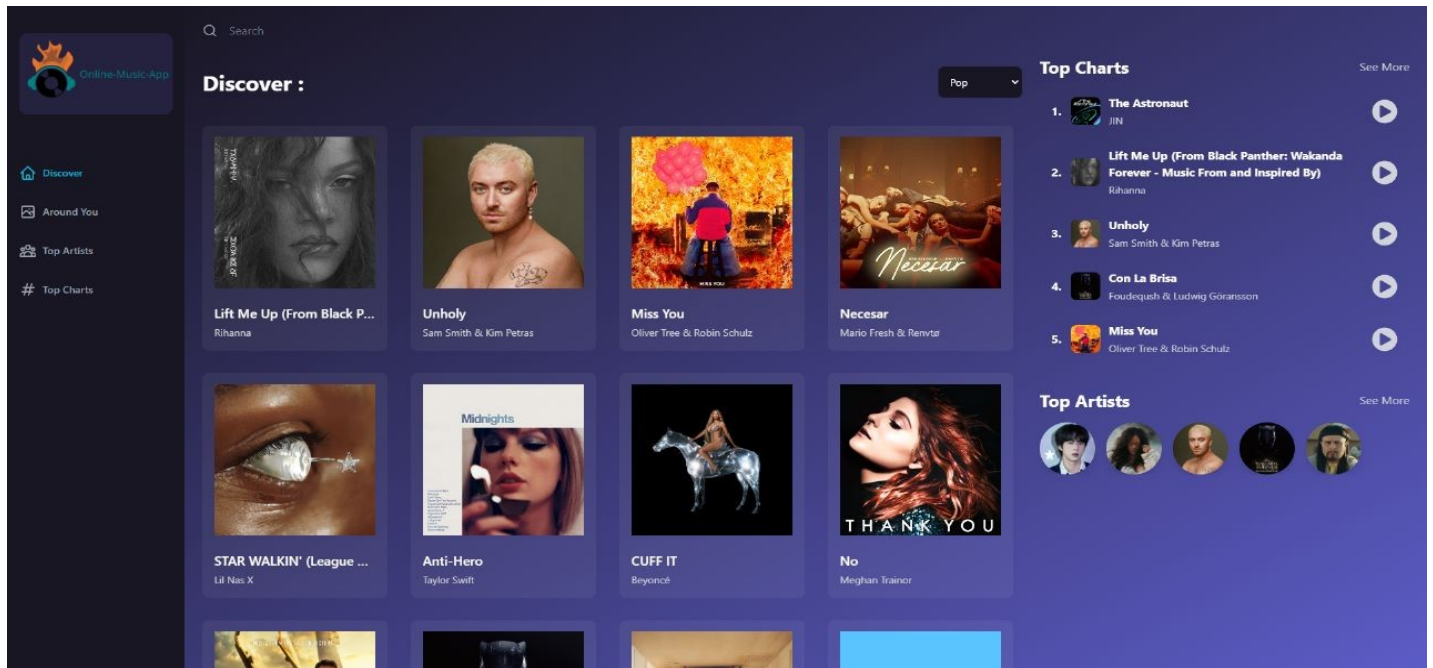 Online-Music-App
Discover
Around You
Top Artists
Top Charts
Search
Discover :
Pop
Lift Me Up (From Black P...
Rihanna
Unholy
Sam Smith & Kim Petras
MISS YOU
Miss You
Oliver Tree & Robin Schulz
Necesar
Necesar
Mario Fresh & Renvtø
STAR WALKIN' (League ...
Lil Nas X
Midnights
Anti-Hero
Taylor Swift
CUFF IT
Beyoncé
THANK YOU
No
Meghan Trainor
Top Charts
See More
1.
The Astronaut
JIN
2.
Lift Me Up (From Black Panther: Wakanda
Forever - Music From and Inspired By)
Rihanna
3.
Unholy
Sam Smith & Kim Petras
4.
Con La Brisa
Foudeqush & Ludwig Göransson
5.
Miss You
Oliver Tree & Robin Schulz
Top Artists
See More